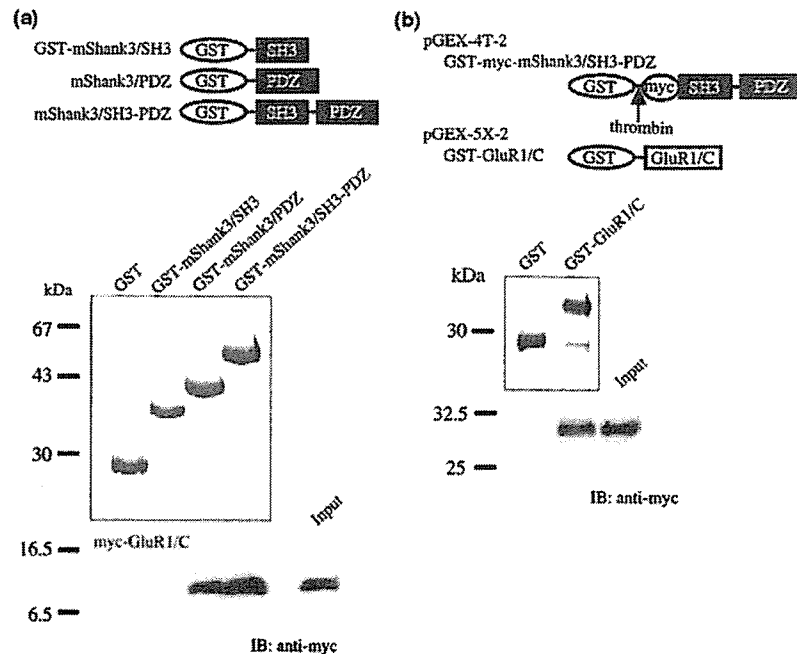 (a)
GST-mShank3/SH3 GST SH3
mShank3/PDZ GST PDZ
mShank3/SH3-PDZ GST SH3 PDZ
GST
GST-mShank3/SH3
GST-mShank3/PDZ
GST-mShank3/SH3-PDZ
kDa
67
43
30
myc-GluR1/C
Input
16.5
6.5
IB: anti-myc
(b)
pGEX-4T-2
GST-myc-mShank3/SH3-PDZ
GST myc SH3 PDZ
thrombin
pGEX-5X-2
GST-GluR1/C GST GluR1/C
GST
GST-GluR1/C
kDa
30
Input
32.5
25
IB: anti-myc